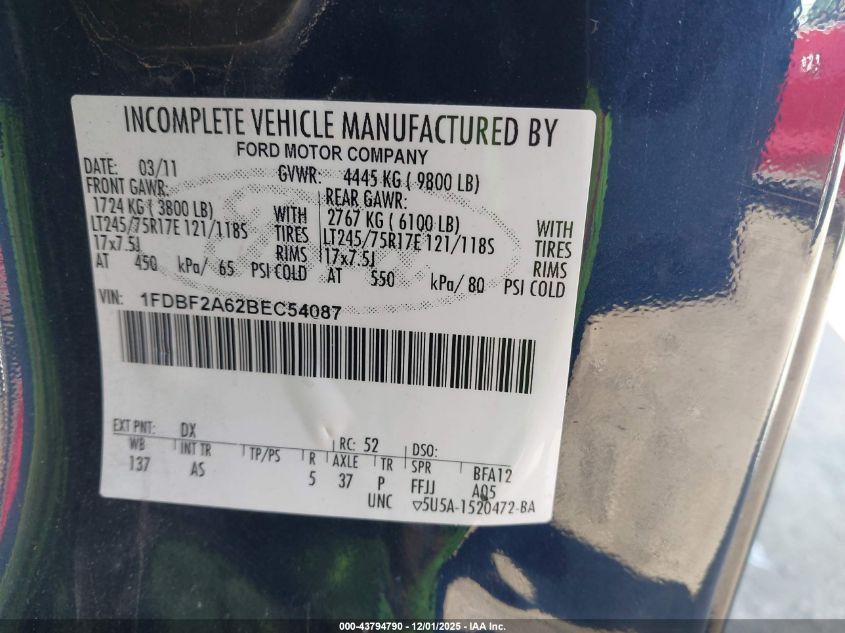 INCOMPLETE VEHICLE MANUFACTURED BY
FORD MOTOR COMPANY
DATE: 03/11 GVWR: 4445 KG ( 9800 LB)
FRONT GAWR: REAR GAWR:
1724 KG ( 3800 LB) WITH 2767 KG ( 6100 LB) WITH
LT245/75R17E 121/118S TIRES LT245/75R17E 121/118S TIRES
17x7.5J RIMS 17x7.5J RIMS
AT 450 kPa/ 65 PSI COLD AT 550 kPa/ 80 PSI COLD
VIN: 1FDBF2A62BEC54087
EXT PNT: DX RC: 52 DSO:
WB INT TR TP/PS R AXLE TR SPR BFA12
137 AS 5 37 P FFJJ AQ5
UNC ▽5U5A-1520472-BA
000-43794790 - 12/01/2025 - IAA Inc.